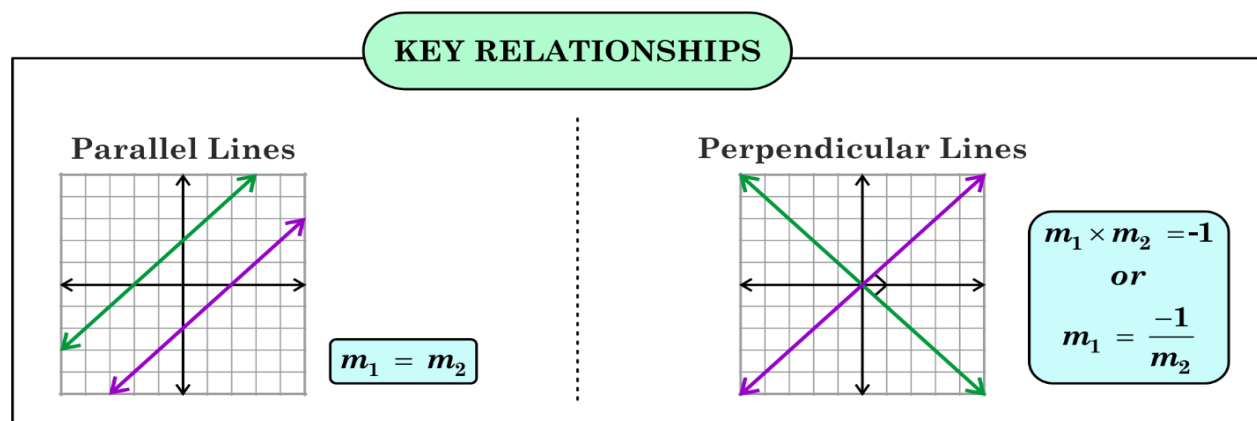 KEY RELATIONSHIPS
Parallel Lines
m₁ = m₂
Perpendicular Lines
m₁ × m₂ = -1
or
m₁ = -1/m₂